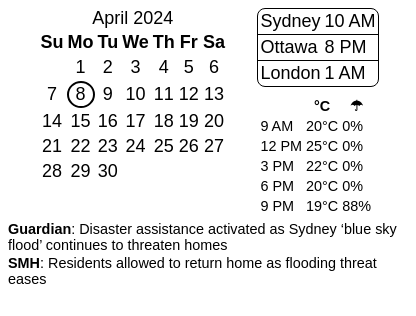 April 2024
Su Mo Tu We Th Fr Sa
1 2 3 4 5 6
7 8 9 10 11 12 13
14 15 16 17 18 19 20
21 22 23 24 25 26 27
28 29 30
Sydney 10 AM
Ottawa 8 PM
London 1 AM
°C ☂
9 AM 20°C 0%
12 PM 25°C 0%
3 PM 22°C 0%
6 PM 20°C 0%
9 PM 19°C 88%
Guardian: Disaster assistance activated as Sydney ‘blue sky
flood’ continues to threaten homes
SMH: Residents allowed to return home as flooding threat
eases